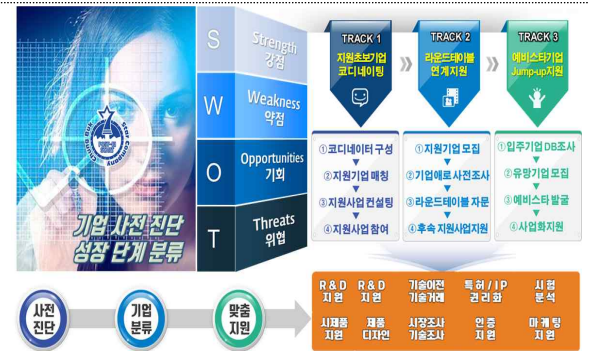 기업 사전 진단
성장 단계 분류
S
Strength
강점
W
Weakness
약점
O
Opportunities
기회
T
Threats
위협
TRACK 1
지원초보기업
코디네이팅
TRACK 2
라운드테이블
연계지원
TRACK 3
예비스타기업
Jump-up지원
①코디네이터 구성
②지원기업 매칭
③지원사업 컨설팅
④지원사업 참여
①지원기업 모집
②기업애로 사전조사
③라운드테이블 자문
④후속 지원사업지원
①입주기업 DB조사
②유망기업 모집
③예비스타 발굴
④사업화지원
사전
진단
기업
분류
맞춤
지원
R&D
지원
R&D
지원
기술이전
기술거래
특허/IP
권리화
시험
분석
시제품
지원
제품
디자인
시장조사
기술조사
인증
지원
마케팅
지원